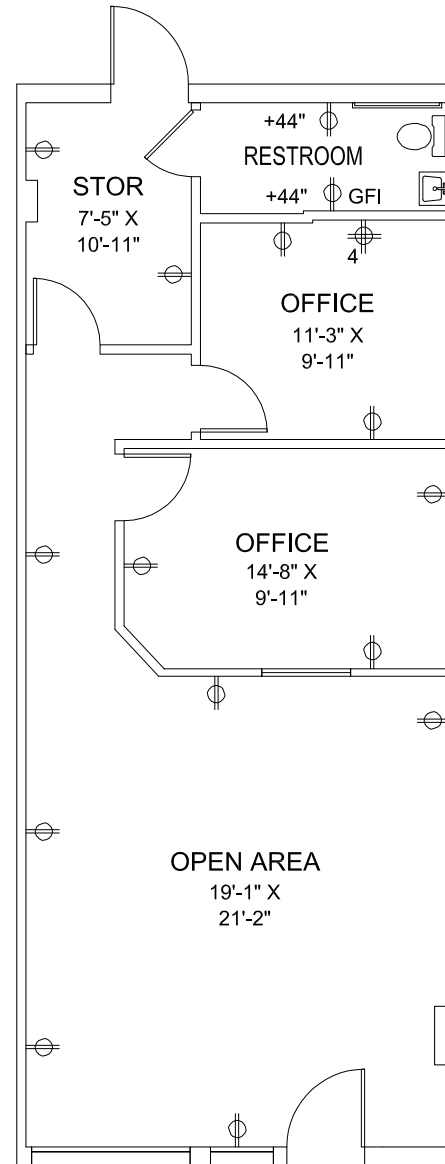 +44"
RESTROOM
+44" GFI
STOR
7'-5" X
10'-11"
4
OFFICE
11'-3" X
9'-11"
OFFICE
14'-8" X
9'-11"
OPEN AREA
19'-1" X
21'-2"